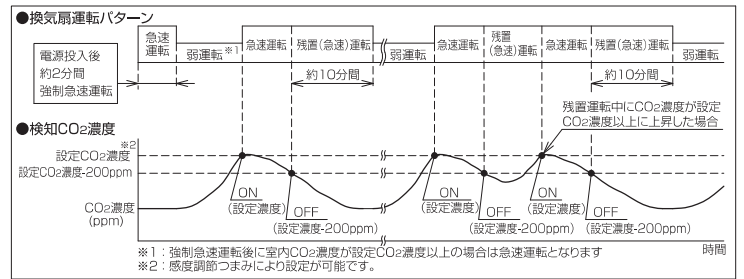 ●換気扇運転パターン
急速
運転
弱運転※1
急速運転
残置(急速)運転
弱運転
急速運転
残置
(急速)運転
急速運転
残置(急速)運転
弱運転
電源投入後
約2分間
強制急速運転
約10分間
約10分間
残置運転中にCO2濃度が設定
CO2濃度以上に上昇した場合
●検知CO2濃度
※2
設定CO2濃度
設定CO2濃度-200ppm
CO2濃度
(ppm)
ON
(設定濃度)
OFF
(設定濃度-200ppm)
ON
(設定濃度)
OFF
(設定濃度-200ppm)
ON
(設定濃度)
OFF
(設定濃度-200ppm)
時間
※1:強制急速運転後に室内CO2濃度が設定CO2濃度以上の場合は急速運転となります
※2:感度調節つまみにより設定が可能です。